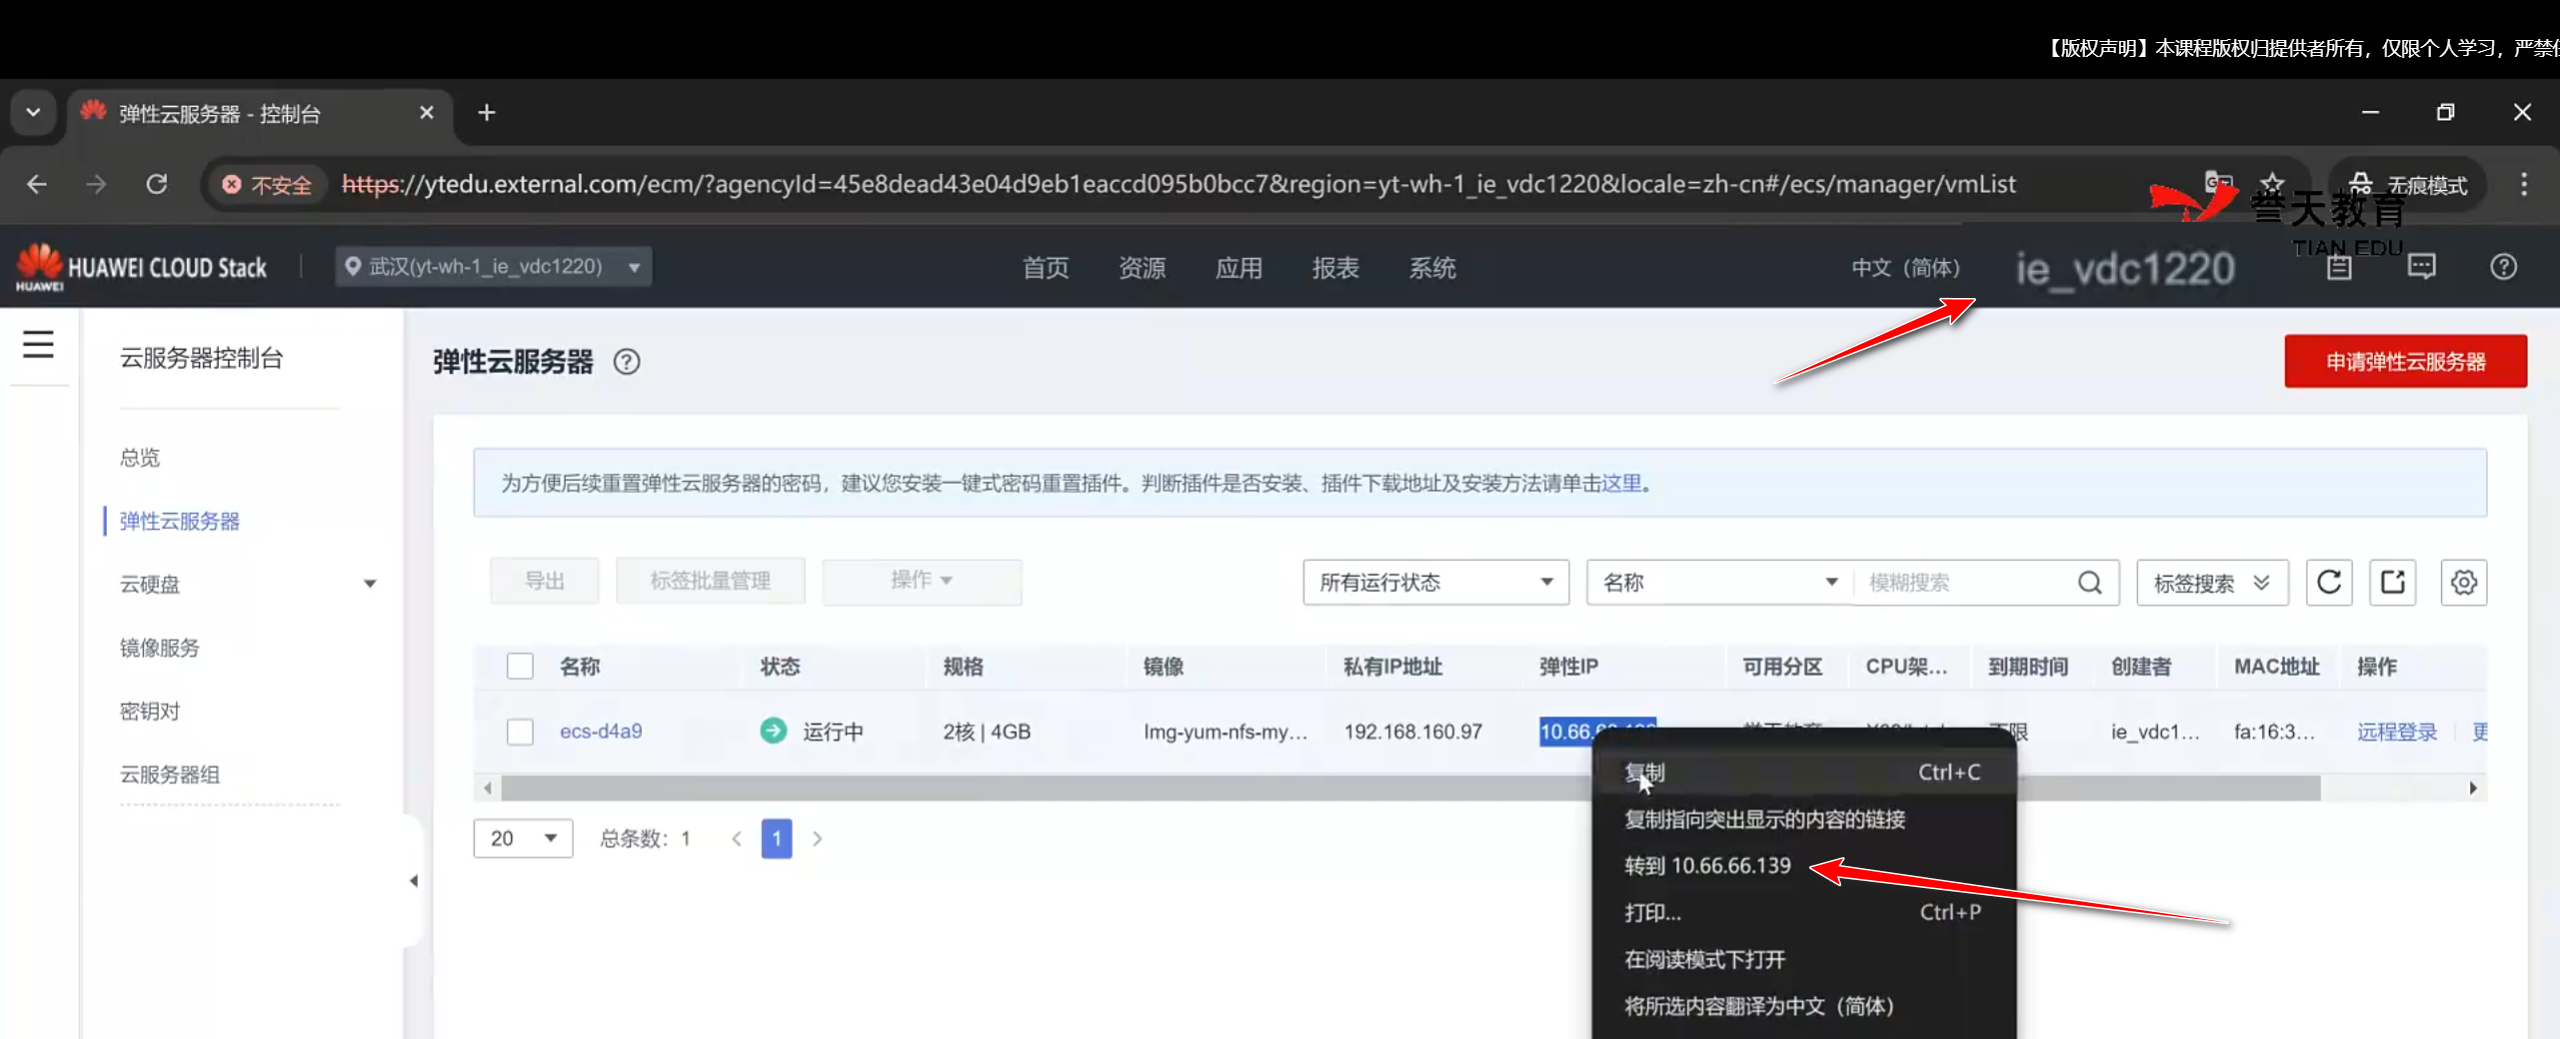 【版权声明】本课程版权归提供者所有，仅限个人学习，严禁
弹性云服务器 - 控制台
不安全 https://ytedu.external.com/ecm/?agencyId=45e8dead43e04d9eb1eaccd095b0bcc7&region=yt-wh-1_ie_vdc1220&locale=zh-cn#/ecs/manager/vmList 无痕模式
誉天教育
TIAN EDU
HUAWEI
HUAWEI CLOUD Stack 武汉(yt-wh-1_ie_vdc1220) 首页 资源 应用 报表 系统 中文（简体） ie_vdc1220
云服务器控制台
总览
弹性云服务器
云硬盘
镜像服务
密钥对
云服务器组
弹性云服务器 申请弹性云服务器
为方便后续重置弹性云服务器的密码，建议您安装一键式密码重置插件。判断插件是否安装、插件下载地址及安装方法请单击这里。
导出 标签批量管理 操作 所有运行状态 名称 模糊搜索 标签搜索
名称 状态 规格 镜像 私有IP地址 弹性IP 可用分区 CPU架... 到期时间 创建者 MAC地址 操作
ecs-d4a9 运行中 2核 | 4GB Img-yum-nfs-my... 192.168.160.97 10.66. 限 ie_vdc1... fa:16:3... 远程登录 更
20 总条数：1 1
复制 Ctrl+C
复制指向突出显示的内容的链接
转到 10.66.66.139
打印... Ctrl+P
在阅读模式下打开
将所选内容翻译为中文（简体）